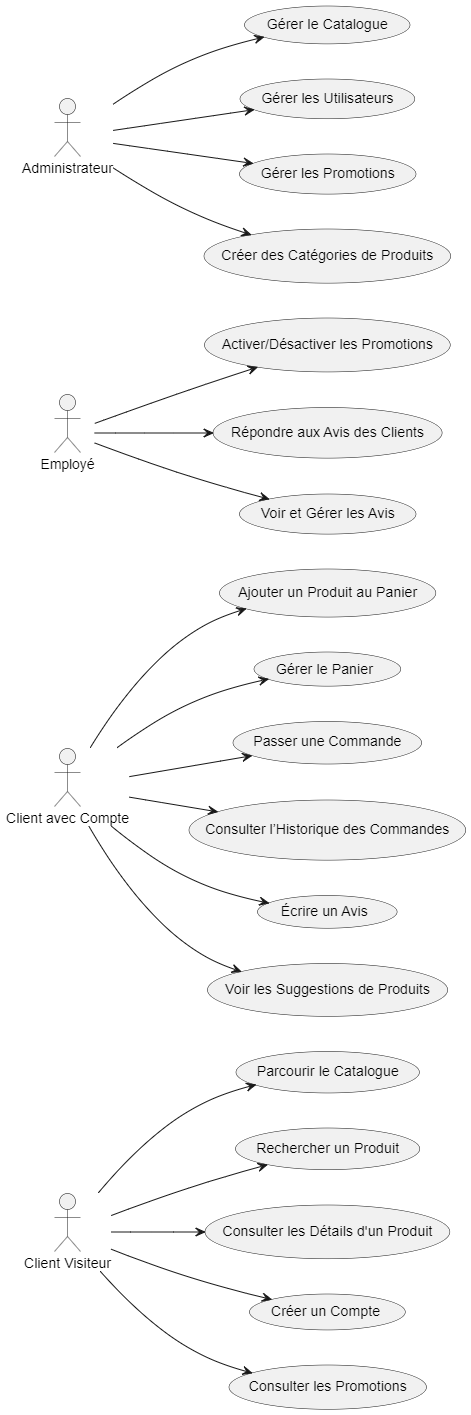 Gérer le Catalogue
Gérer les Utilisateurs
Gérer les Promotions
Administrateur
Créer des Catégories de Produits
Activer/Désactiver les Promotions
Répondre aux Avis des Clients
Employé
Voir et Gérer les Avis
Ajouter un Produit au Panier
Gérer le Panier
Passer une Commande
Client avec Compte
Consulter l'Historique des Commandes
Écrire un Avis
Voir les Suggestions de Produits
Parcourir le Catalogue
Rechercher un Produit
Consulter les Détails d'un Produit
Client Visiteur
Créer un Compte
Consulter les Promotions